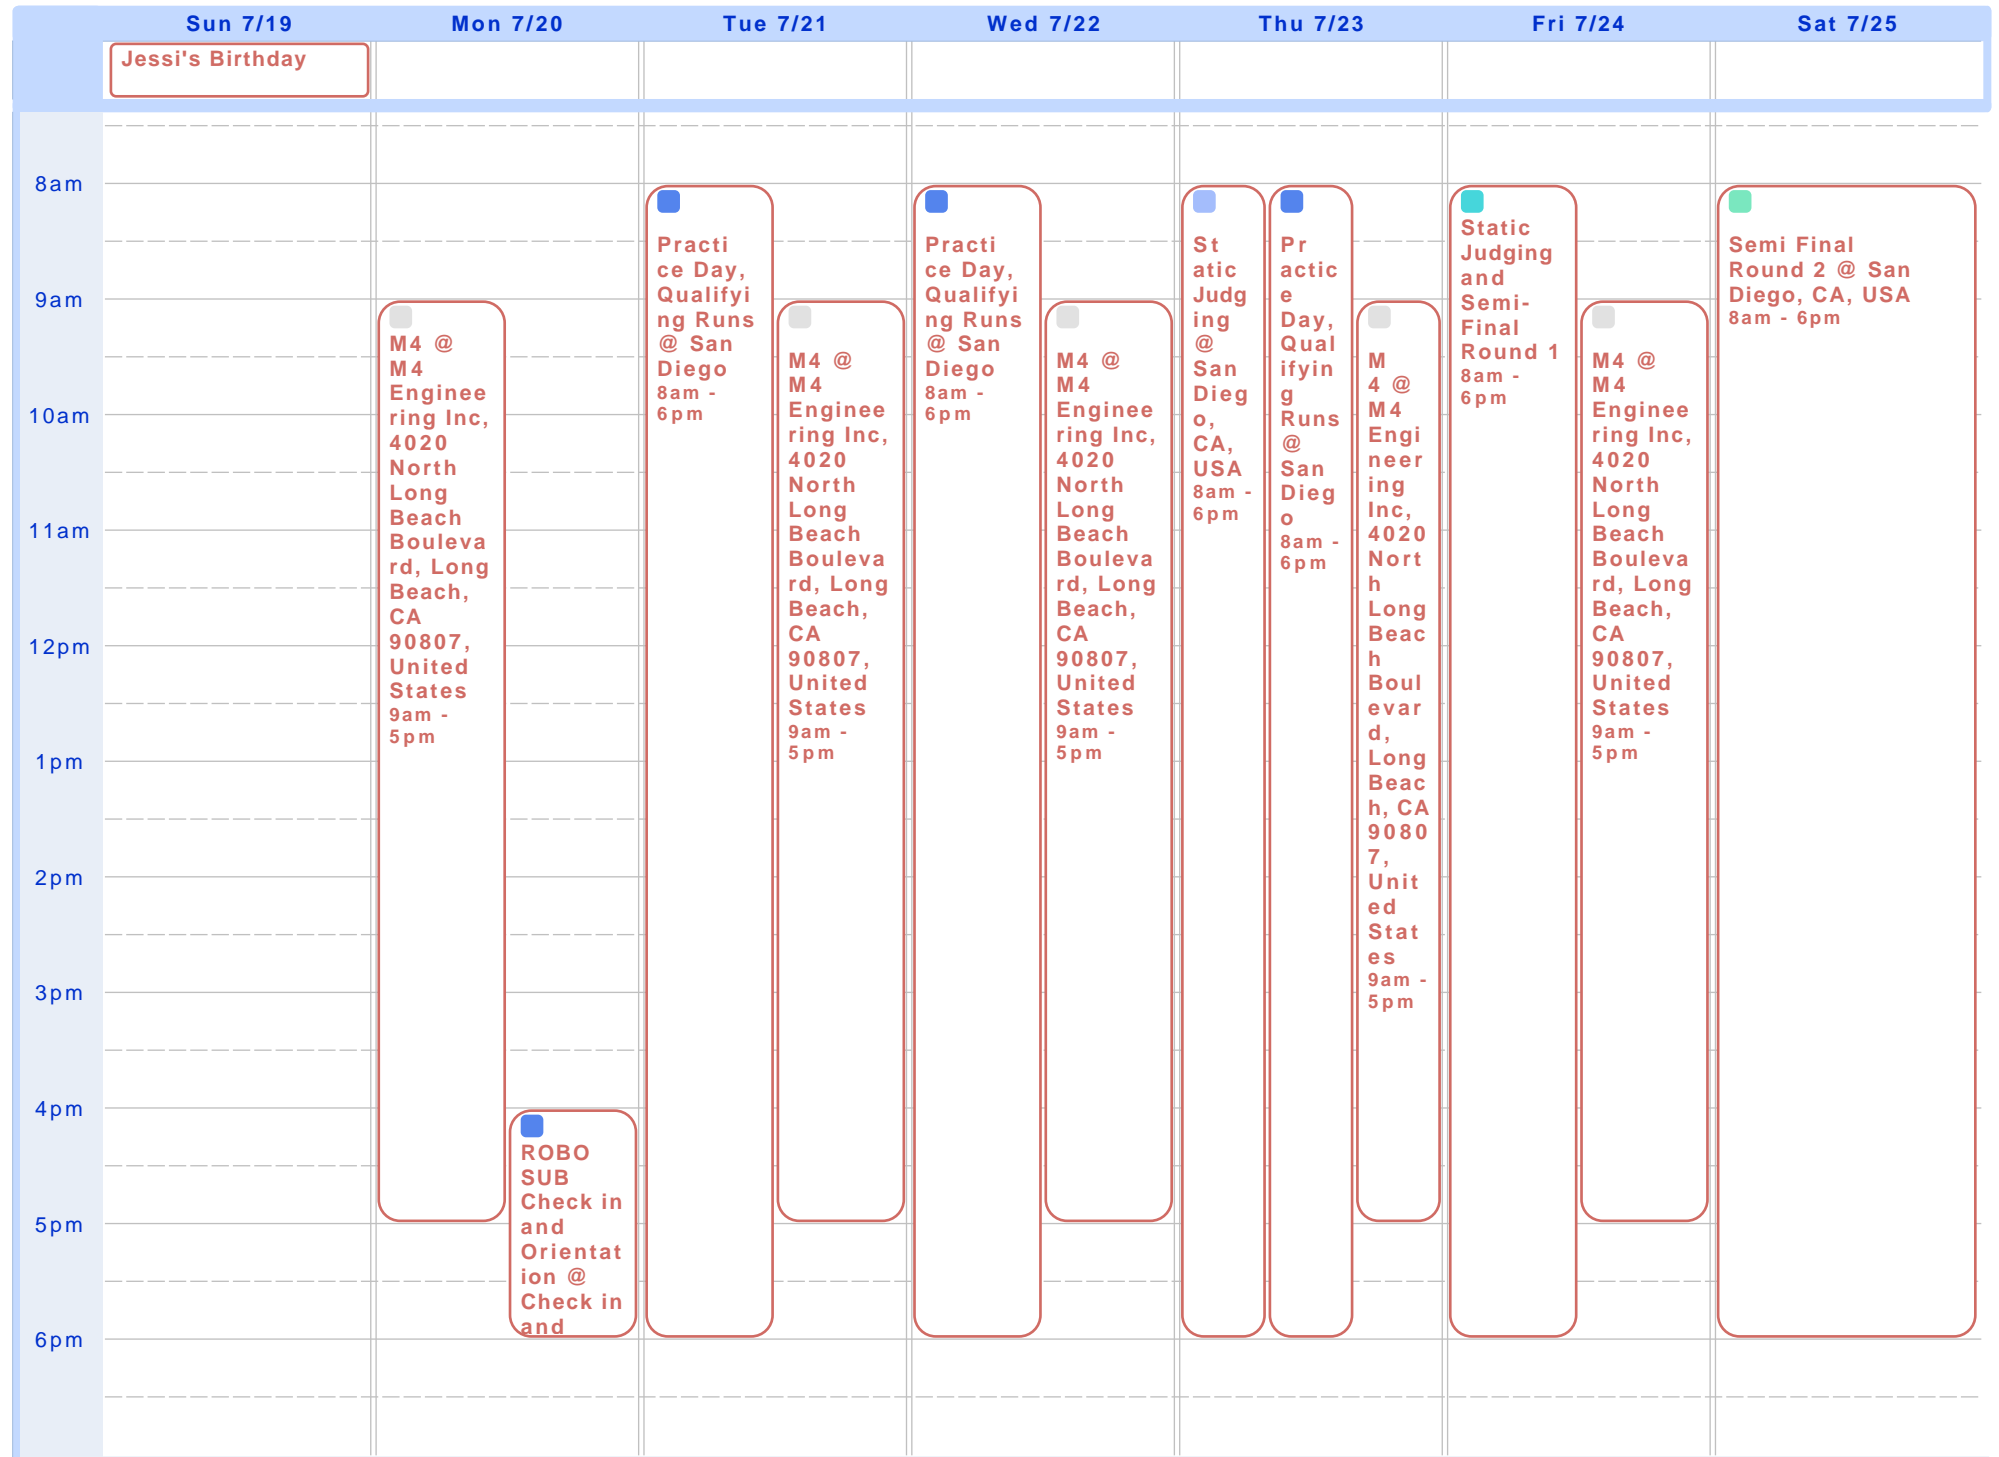 Sun 7/19
Mon 7/20
Tue 7/21
Wed 7/22
Thu 7/23
Fri 7/24
Sat 7/25
Jessi's Birthday
8am
9am
10am
11am
12pm
1pm
2pm
3pm
4pm
5pm
6pm
M4 @
M4
Enginee
ring Inc,
4020
North
Long
Beach
Bouleva
rd, Long
Beach,
CA
90807,
United
States
9am -
5pm
ROBO
SUB
Check in
and
Orientat
ion @
Check in
and
Practi
ce Day,
Qualifyi
ng Runs
@ San
Diego
8am -
6pm
M4 @
M4
Enginee
ring Inc,
4020
North
Long
Beach
Bouleva
rd, Long
Beach,
CA
90807,
United
States
9am -
5pm
Practi
ce Day,
Qualifyi
ng Runs
@ San
Diego
8am -
6pm
M4 @
M4
Enginee
ring Inc,
4020
North
Long
Beach
Bouleva
rd, Long
Beach,
CA
90807,
United
States
9am -
5pm
St
atic
Judg
ing
@
San
Dieg
o,
CA,
USA
8am -
6pm
Pr
actic
e
Day,
Qual
ifyin
g
Runs
@
San
Dieg
o
8am -
6pm
M
4 @
M4
Engi
neer
ing
Inc,
4020
Nort
h
Long
Beac
h
Boul
evar
d,
Long
Beac
h, CA
9080
7,
Unit
ed
Stat
es
9am -
5pm
Static
Judging
and
Semi-
Final
Round 1
8am -
6pm
M4 @
M4
Enginee
ring Inc,
4020
North
Long
Beach
Bouleva
rd, Long
Beach,
CA
90807,
United
States
9am -
5pm
Semi Final
Round 2 @ San
Diego, CA, USA
8am - 6pm